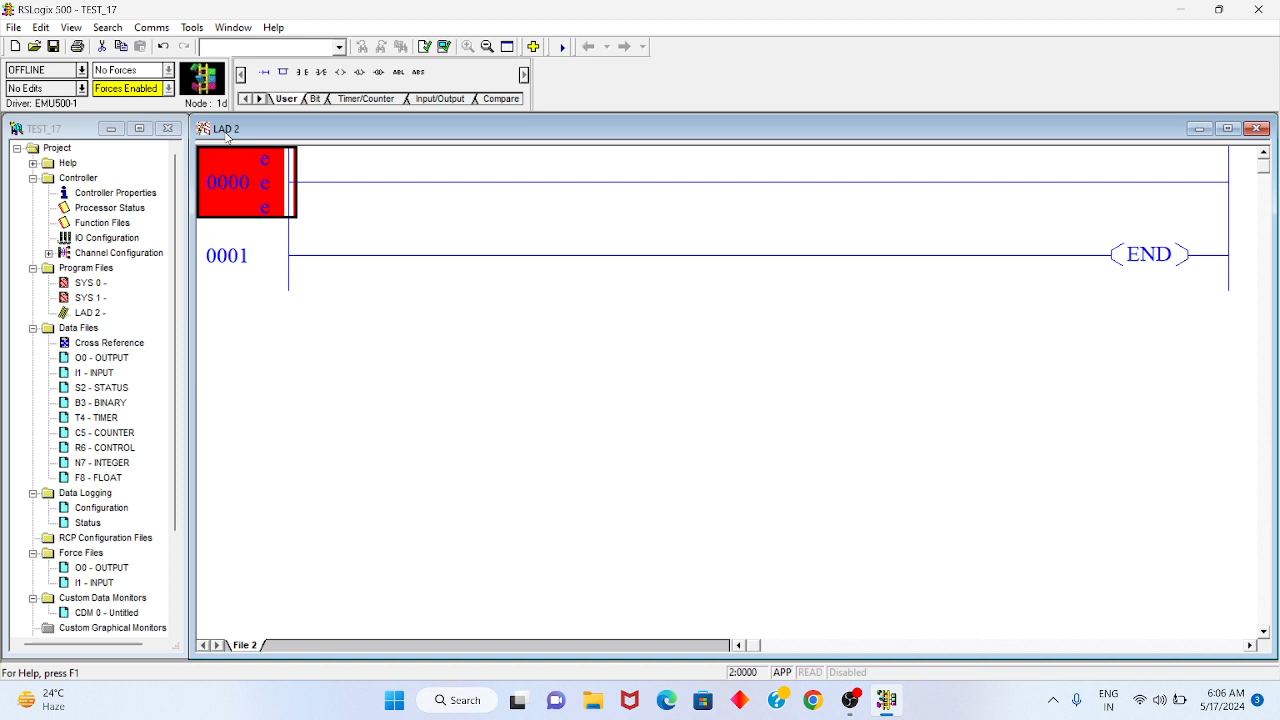 RSLogix 500 - TEST_17
File Edit View Search Comms Tools Window Help
OFFLINE No Forces
No Edits Forces Enabled
Driver: EMU500-1 Node: 1d
ABL ABS
User Bit Timer/Counter Input/Output Compare
TEST_17
LAD 2
Project
Help
Controller
Controller Properties
Processor Status
Function Files
IO Configuration
Channel Configuration
Program Files
SYS 0 -
SYS 1 -
LAD 2 -
Data Files
Cross Reference
O0 - OUTPUT
I1 - INPUT
S2 - STATUS
B3 - BINARY
T4 - TIMER
C5 - COUNTER
R6 - CONTROL
N7 - INTEGER
F8 - FLOAT
Data Logging
Configuration
Status
RCP Configuration Files
Force Files
O0 - OUTPUT
I1 - INPUT
Custom Data Monitors
CDM 0 - Untitled
Custom Graphical Monitors
e
0000 e
e
0001 END
File 2
For Help, press F1 2:0000 APP READ Disabled
24°C
Haze
Search
ENG
IN
6:06 AM
5/17/2024 3